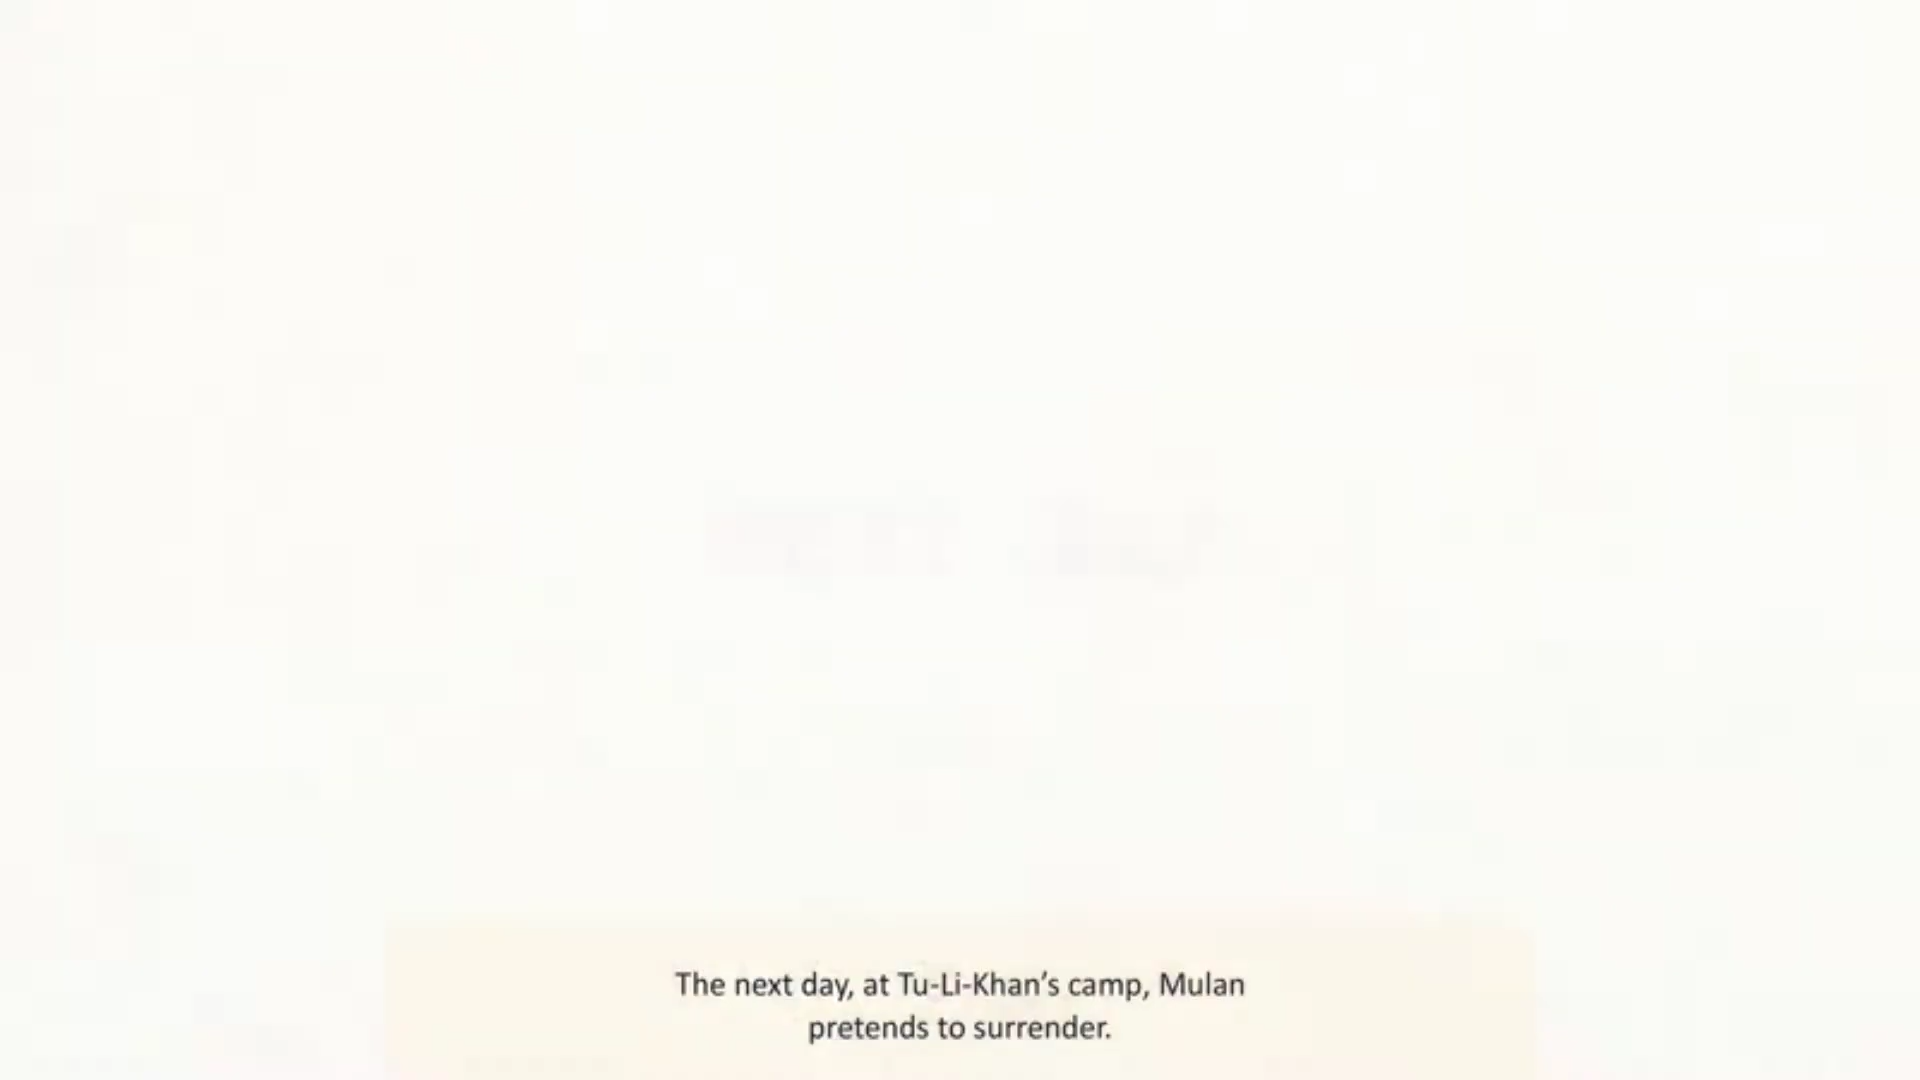 The next day, at Tu-Li-Khan’s camp, Mulan
pretends to surrender.